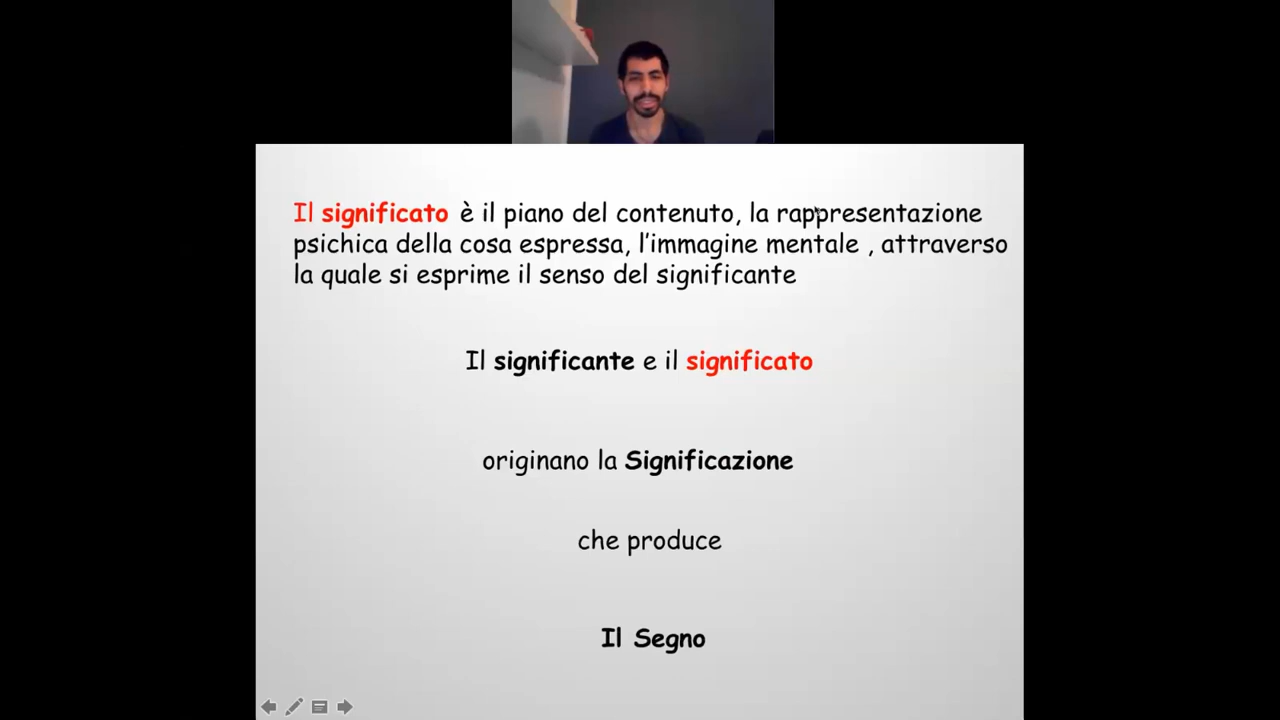 Il significato è il piano del contenuto, la rappresentazione
psichica della cosa espressa, l'immagine mentale , attraverso
la quale si esprime il senso del significante
Il significante e il significato
originano la Significazione
che produce
Il Segno